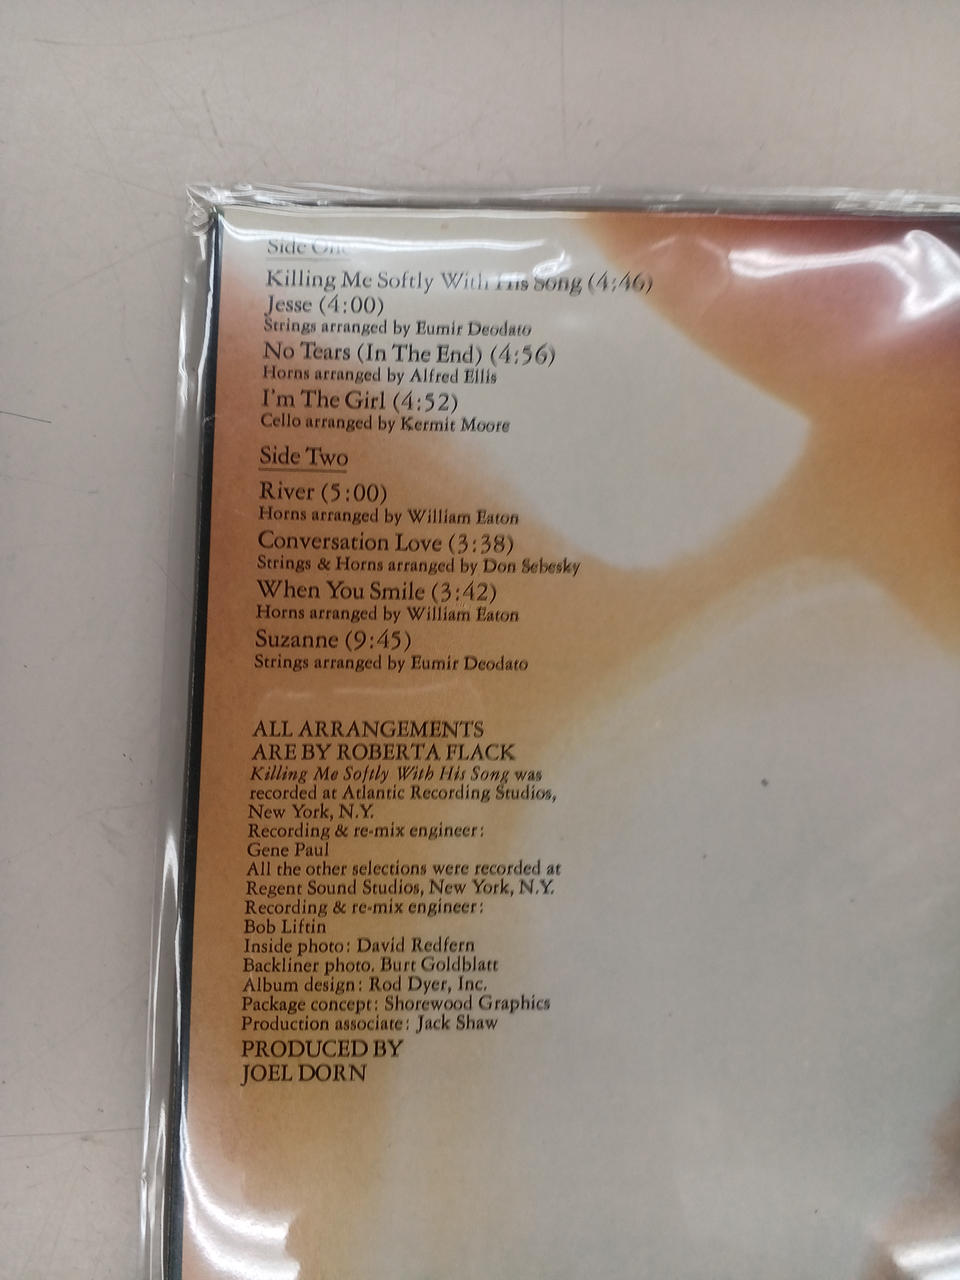 Side One
Killing Me Softly With His Song (4:46)
Jesse (4:00)
Strings arranged by Eumir Deodato
No Tears (In The End) (4:56)
Horns arranged by Alfred Ellis
I'm The Girl (4:52)
Cello arranged by Kermit Moore
Side Two
River (5:00)
Horns arranged by William Eaton
Conversation Love (3:38)
Strings & Horns arranged by Don Sebesky
When You Smile (3:42)
Horns arranged by William Eaton
Suzanne (9:45)
Strings arranged by Eumir Deodato
ALL ARRANGEMENTS
ARE BY ROBERTA FLACK
Killing Me Softly With His Song was
recorded at Atlantic Recording Studios,
New York, N.Y.
Recording & re-mix engineer:
Gene Paul
All the other selections were recorded at
Regent Sound Studios, New York, N.Y.
Recording & re-mix engineer:
Bob Liftin
Inside photo: David Redfern
Backliner photo. Burt Goldblatt
Album design: Rod Dyer, Inc.
Package concept: Shorewood Graphics
Production associate: Jack Shaw
PRODUCED BY
JOEL DORN